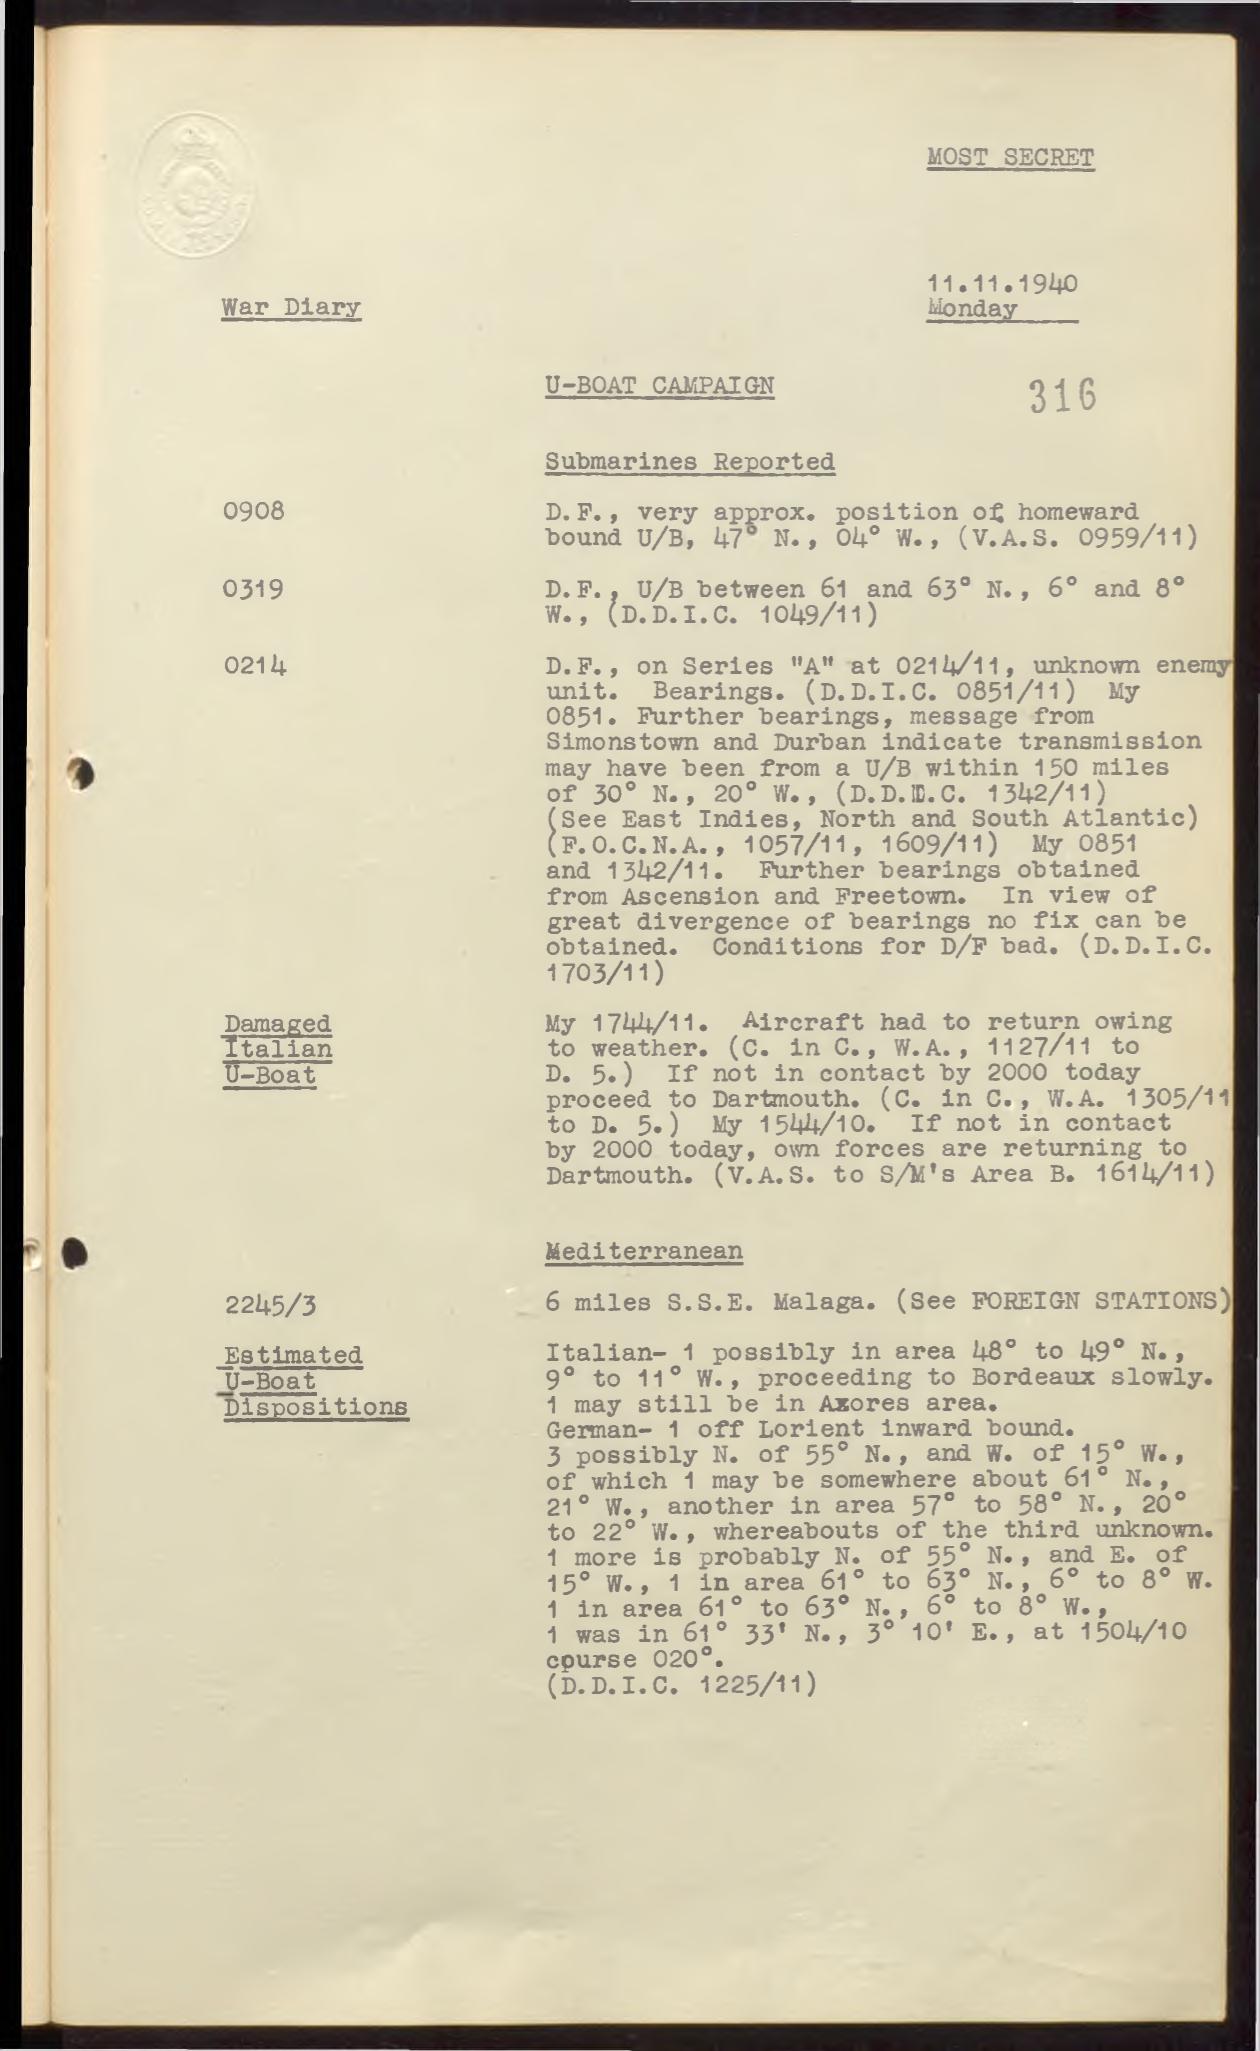 MOST SECRET
11.11.1940
War Diary
Monday
U-BOAT CAMPAIGN
316
Submarines Reported
0908
D.F., very approx. position of homeward
bound U/B, 47° N., 04° W., (V.A.S. 0959/11)
0319
D.F., U/B between 61 and 63° N., 6° and 8°
W., (D.D.I.C. 1049/11)
0214
D.F., on Series "A" at 0214/11, unknown enemy
unit. Bearings. (D.D.I.C. 0851/11) My
0851. Further bearings, message from
Simonstown and Durban indicate transmission
may have been from a U/B within 150 miles
of 30° N., 20° W., (D.D.I.C. 1342/11)
(See East Indies, North and South Atlantic)
(F.O.C.N.A., 1057/11, 1609/11) My 0851
and 1342/11. Further bearings obtained
from Ascension and Freetown. In view of
great divergence of bearings no fix can be
obtained. Conditions for D/F bad. (D.D.I.C.
1703/11)
Damaged
Italian
U-Boat
My 1744/11. Aircraft had to return owing
to weather. (C. in C., W.A., 1127/11 to
D. 5.) If not in contact by 2000 today
proceed to Dartmouth. (C. in C., W.A. 1305/11
to D. 5.) My 1544/10. If not in contact
by 2000 today, own forces are returning to
Dartmouth. (V.A.S. to S/M's Area B. 1614/11)
Mediterranean
2245/3
6 miles S.S.E. Malaga. (See FOREIGN STATIONS)
Estimated
U-Boat
Dispositions
Italian- 1 possibly in area 48° to 49° N.,
9° to 11° W., proceeding to Bordeaux slowly.
1 may still be in Azores area.
German- 1 off Lorient inward bound.
3 possibly N. of 55° N., and W. of 15° W.,
of which 1 may be somewhere about 61° N.,
21° W., another in area 57° to 58° N., 20°
to 22° W., whereabouts of the third unknown.
1 more is probably N. of 55° N., and E. of
15° W., 1 in area 61° to 63° N., 6° to 8° W.
1 in area 61° to 63° N., 6° to 8° W.,
1 was in 61° 33' N., 3° 10' E., at 1504/10
course 020°.
(D.D.I.C. 1225/11)